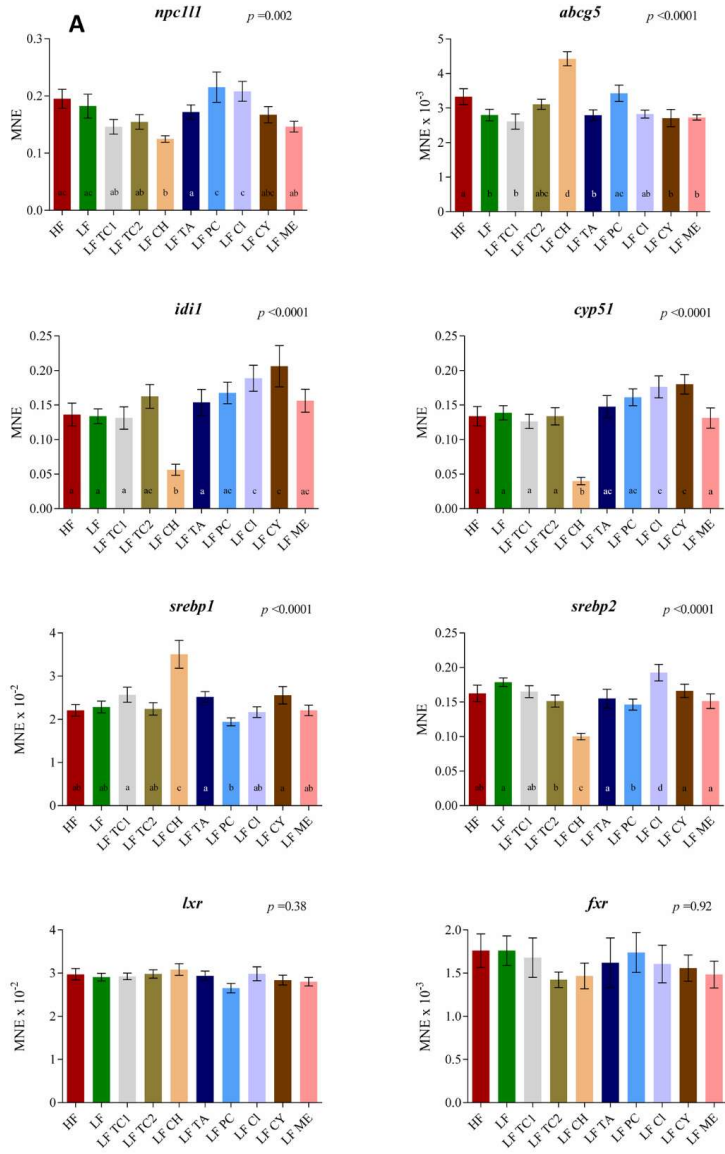 A
npc1l1
p =0.002
MNE
0.3
0.2
0.1
0.0
ac
ac
ab
ab
b
a
c
c
abc
ab
HF
LF
LF TC1
LF TC2
LF CH
LF TA
LF PC
LF CI
LF CY
LF ME
abcg5
p <0.0001
MNE x 10⁻³
5
4
3
2
1
0
a
b
b
abc
d
b
ac
ab
b
b
HF
LF
LF TC1
LF TC2
LF CH
LF TA
LF PC
LF CI
LF CY
LF ME
idi1
p <0.0001
MNE
0.25
0.20
0.15
0.10
0.05
0.00
a
a
a
ac
b
a
ac
c
c
ac
HF
LF
LF TC1
LF TC2
LF CH
LF TA
LF PC
LF CI
LF CY
LF ME
cyp51
p <0.0001
MNE
0.25
0.20
0.15
0.10
0.05
0.00
a
a
a
a
b
ac
ac
c
c
a
HF
LF
LF TC1
LF TC2
LF CH
LF TA
LF PC
LF CI
LF CY
LF ME
srebp1
p <0.0001
MNE x 10⁻²
4
3
2
1
0
ab
ab
a
ab
c
a
b
ab
a
ab
HF
LF
LF TC1
LF TC2
LF CH
LF TA
LF PC
LF CI
LF CY
LF ME
srebp2
p <0.0001
MNE
0.25
0.20
0.15
0.10
0.05
0.00
ab
a
ab
b
c
a
b
d
a
a
HF
LF
LF TC1
LF TC2
LF CH
LF TA
LF PC
LF CI
LF CY
LF ME
lxr
p =0.38
MNE x 10⁻²
4
3
2
1
0
HF
LF
LF TC1
LF TC2
LF CH
LF TA
LF PC
LF CI
LF CY
LF ME
fxr
p =0.92
MNE x 10⁻³
2.0
1.5
1.0
0.5
0.0
HF
LF
LF TC1
LF TC2
LF CH
LF TA
LF PC
LF CI
LF CY
LF ME